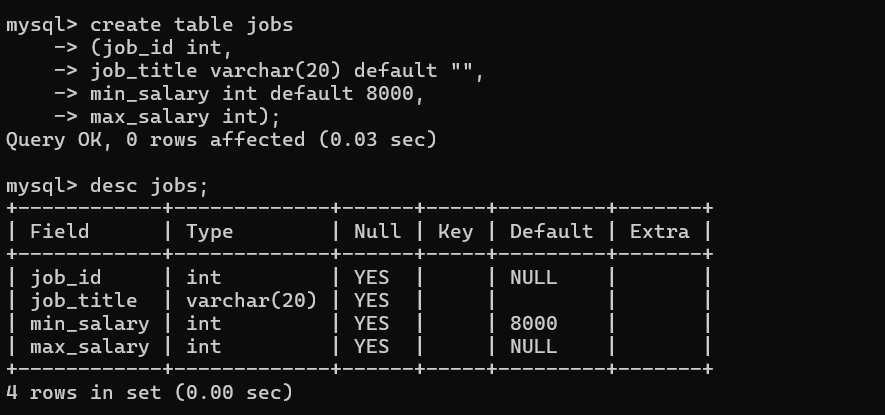 mysql> create table jobs
    -> (job_id int,
    -> job_title varchar(20) default "",
    -> min_salary int default 8000,
    -> max_salary int);
Query OK, 0 rows affected (0.03 sec)

mysql> desc jobs;
+------------+-------------+------+-----+---------+-------+
| Field      | Type        | Null | Key | Default | Extra |
+------------+-------------+------+-----+---------+-------+
| job_id     | int         | YES  |     | NULL    |       |
| job_title  | varchar(20) | YES  |     |         |       |
| min_salary | int         | YES  |     | 8000    |       |
| max_salary | int         | YES  |     | NULL    |       |
+------------+-------------+------+-----+---------+-------+
4 rows in set (0.00 sec)